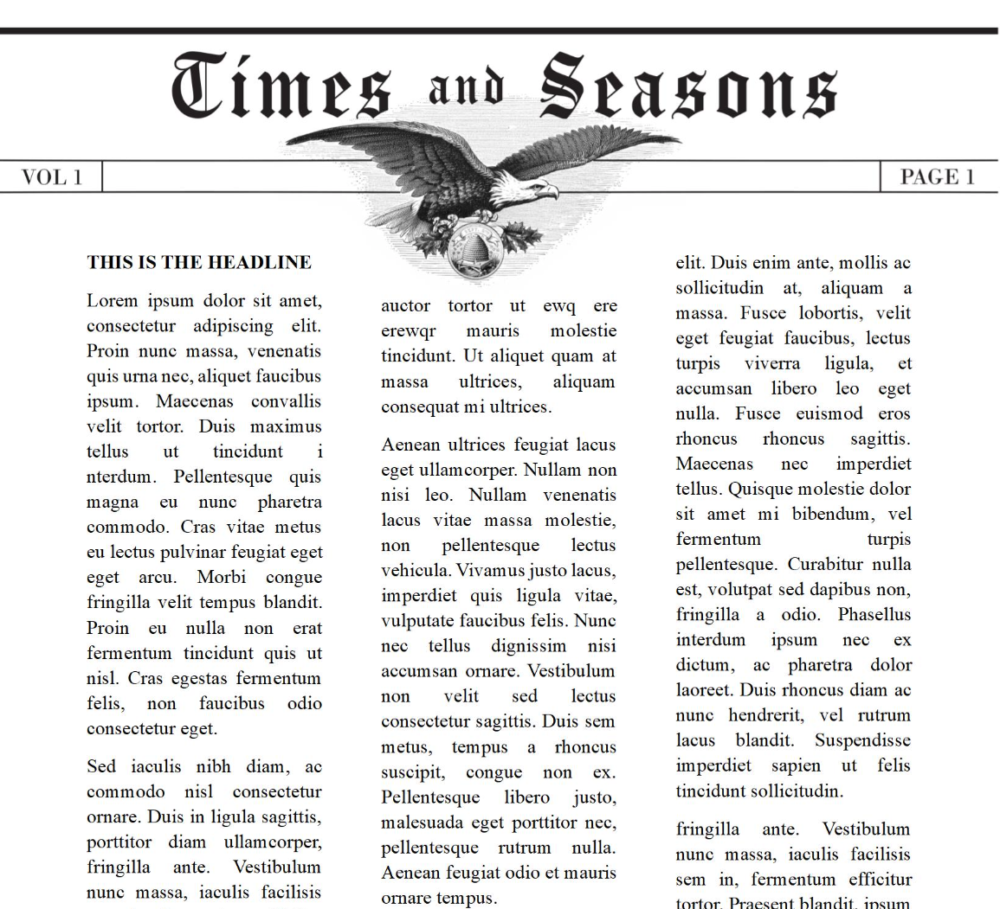 Times and Seasons
VOL 1
PAGE 1
THIS IS THE HEADLINE
Lorem ipsum dolor sit amet,
consectetur adipiscing elit.
Proin nunc massa, venenatis
quis urna nec, aliquet faucibus
ipsum. Maecenas convallis
velit tortor. Duis maximus
tellus ut tincidunt i
nterdum. Pellentesque quis
magna eu nunc pharetra
commodo. Cras vitae metus
eu lectus pulvinar feugiat eget
eget arcu. Morbi congue
fringilla velit tempus blandit.
Proin eu nulla non erat
fermentum tincidunt quis ut
nisl. Cras egestas fermentum
felis, non faucibus odio
consectetur eget.
Sed iaculis nibh diam, ac
commodo nisl consectetur
ornare. Duis in ligula sagittis,
porttitor diam ullamcorper,
fringilla ante. Vestibulum
nunc massa, iaculis facilisis
auctor tortor ut ewq ere
erewqr mauris molestie
tincidunt. Ut aliquet quam at
massa ultrices, aliquam
consequat mi ultrices.
Aenean ultrices feugiat lacus
eget ullamcorper. Nullam non
nisi leo. Nullam venenatis
lacus vitae massa molestie,
non pellentesque lectus
vehicula. Vivamus justo lacus,
imperdiet quis ligula vitae,
vulputate faucibus felis. Nunc
nec tellus dignissim nisi
accumsan ornare. Vestibulum
non velit sed lectus
consectetur sagittis. Duis sem
metus, tempus a rhoncus
suscipit, congue non ex.
Pellentesque libero justo,
malesuada eget porttitor nec,
pellentesque rutrum nulla.
Aenean feugiat odio et mauris
ornare tempus.
elit. Duis enim ante, mollis ac
sollicitudin at, aliquam a
massa. Fusce lobortis, velit
eget feugiat faucibus, lectus
turpis viverra ligula, et
accumsan libero leo eget
nulla. Fusce euismod eros
rhoncus rhoncus sagittis.
Maecenas nec imperdiet
tellus. Quisque molestie dolor
sit amet mi bibendum, vel
fermentum turpis
pellentesque. Curabitur nulla
est, volutpat sed dapibus non,
fringilla a odio. Phasellus
interdum ipsum nec ex
dictum, ac pharetra dolor
laoreet. Duis rhoncus diam ac
nunc hendrerit, vel rutrum
lacus blandit. Suspendisse
imperdiet sapien ut felis
tincidunt sollicitudin.
fringilla ante. Vestibulum
nunc massa, iaculis facilisis
sem in, fermentum efficitur
tortor. Praesent blandit, ipsum